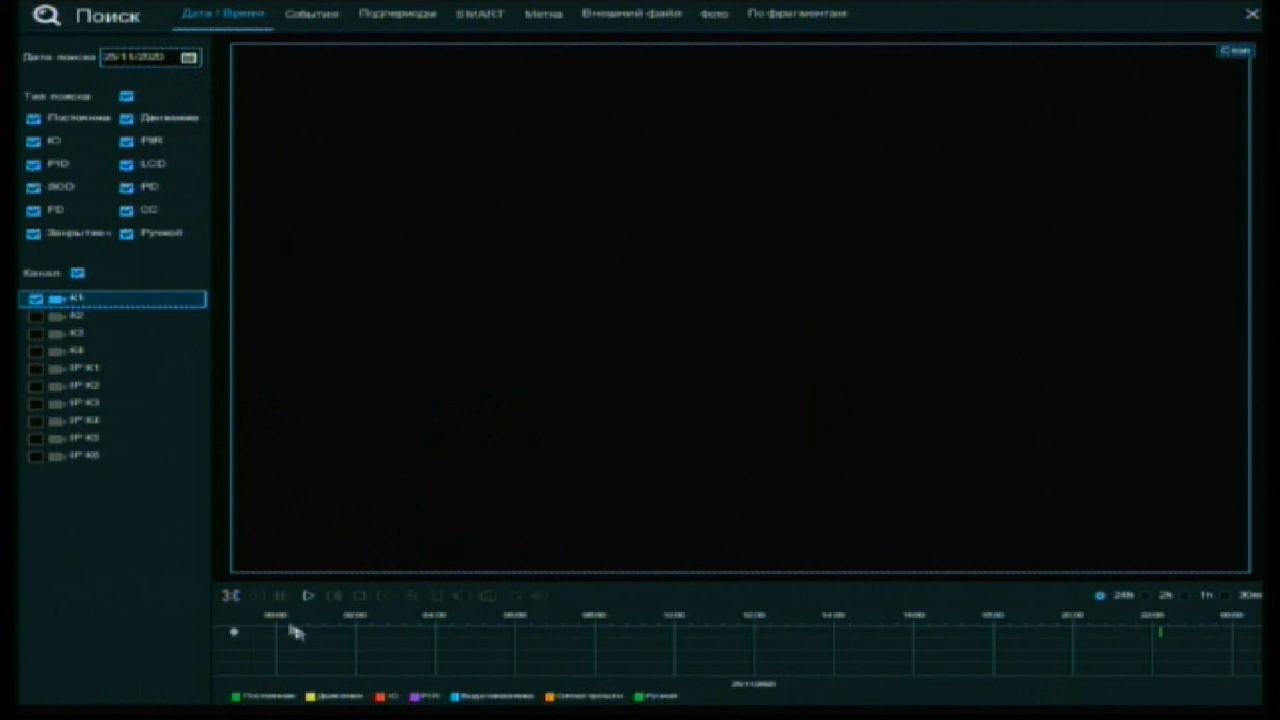 Поиск
Дата / Время
События
Подпериоды
SMART
Метка
Внешний файл
Фото
По фрагментам
Стоп
Дата поиска 25/11/2020
Тип поиска
Постоянна Движение
IO PIR
PID LCD
SOD PD
FD CC
Закрытие Ручной
Канал
K1
K2
K3
K4
IP K1
IP K2
IP K3
IP K4
IP K5
IP K6
24h 2h 1h 30m
00:00 02:00 04:00 06:00 08:00 10:00 12:00 14:00 16:00 18:00 20:00 22:00 00:00
25/11/2020
Постоянная Движение IO PIR Ручной